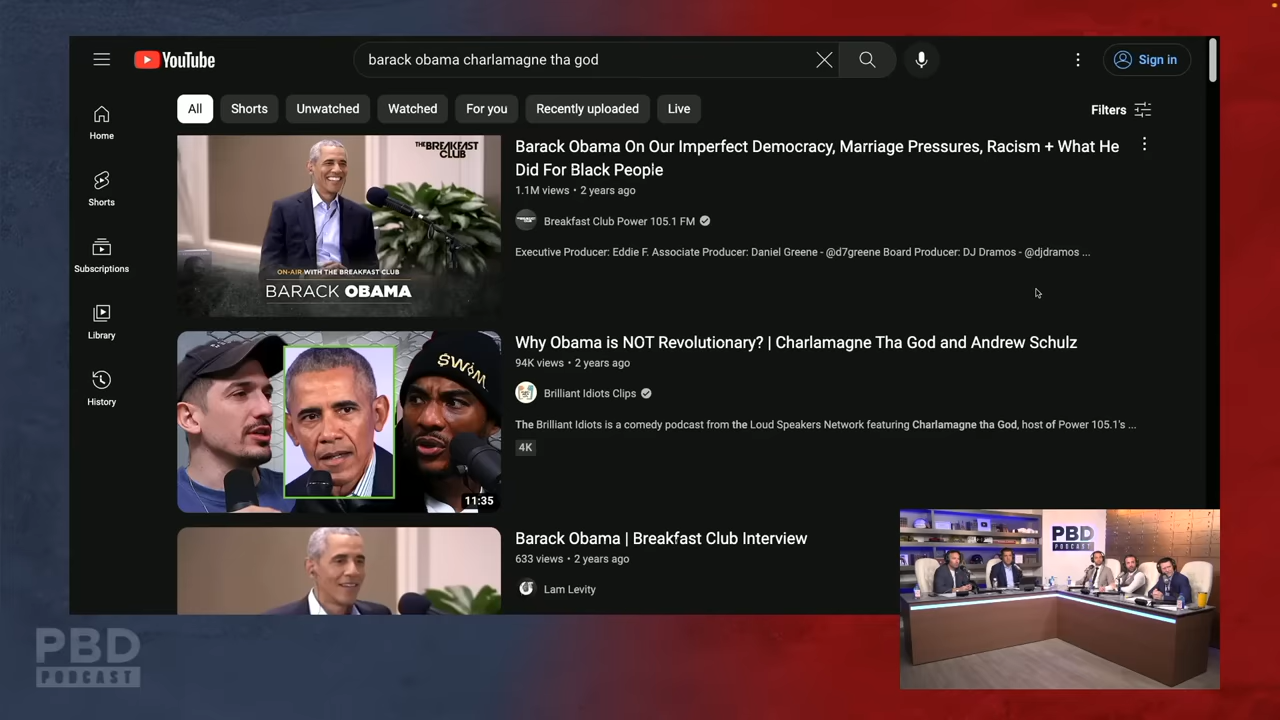 YouTube
barack obama charlamagne tha god
Sign in
All
Shorts
Unwatched
Watched
For you
Recently uploaded
Live
Filters
Home
Shorts
Subscriptions
Library
History
THE BREAKFAST
CLUB
ON-AIR WITH THE BREAKFAST CLUB
BARACK OBAMA
Barack Obama On Our Imperfect Democracy, Marriage Pressures, Racism + What He
Did For Black People
1.1M views • 2 years ago
Breakfast Club Power 105.1 FM
Executive Producer: Eddie F. Associate Producer: Daniel Greene - @d7greene Board Producer: DJ Dramos - @djdramos ...
$W!M
11:35
Why Obama is NOT Revolutionary? | Charlamagne Tha God and Andrew Schulz
94K views • 2 years ago
Brilliant Idiots Clips
The Brilliant Idiots is a comedy podcast from the Loud Speakers Network featuring Charlamagne tha God, host of Power 105.1's ...
4K
Barack Obama | Breakfast Club Interview
633 views • 2 years ago
Lam Levity
PBD
PODCAST
PBD
PODCAST